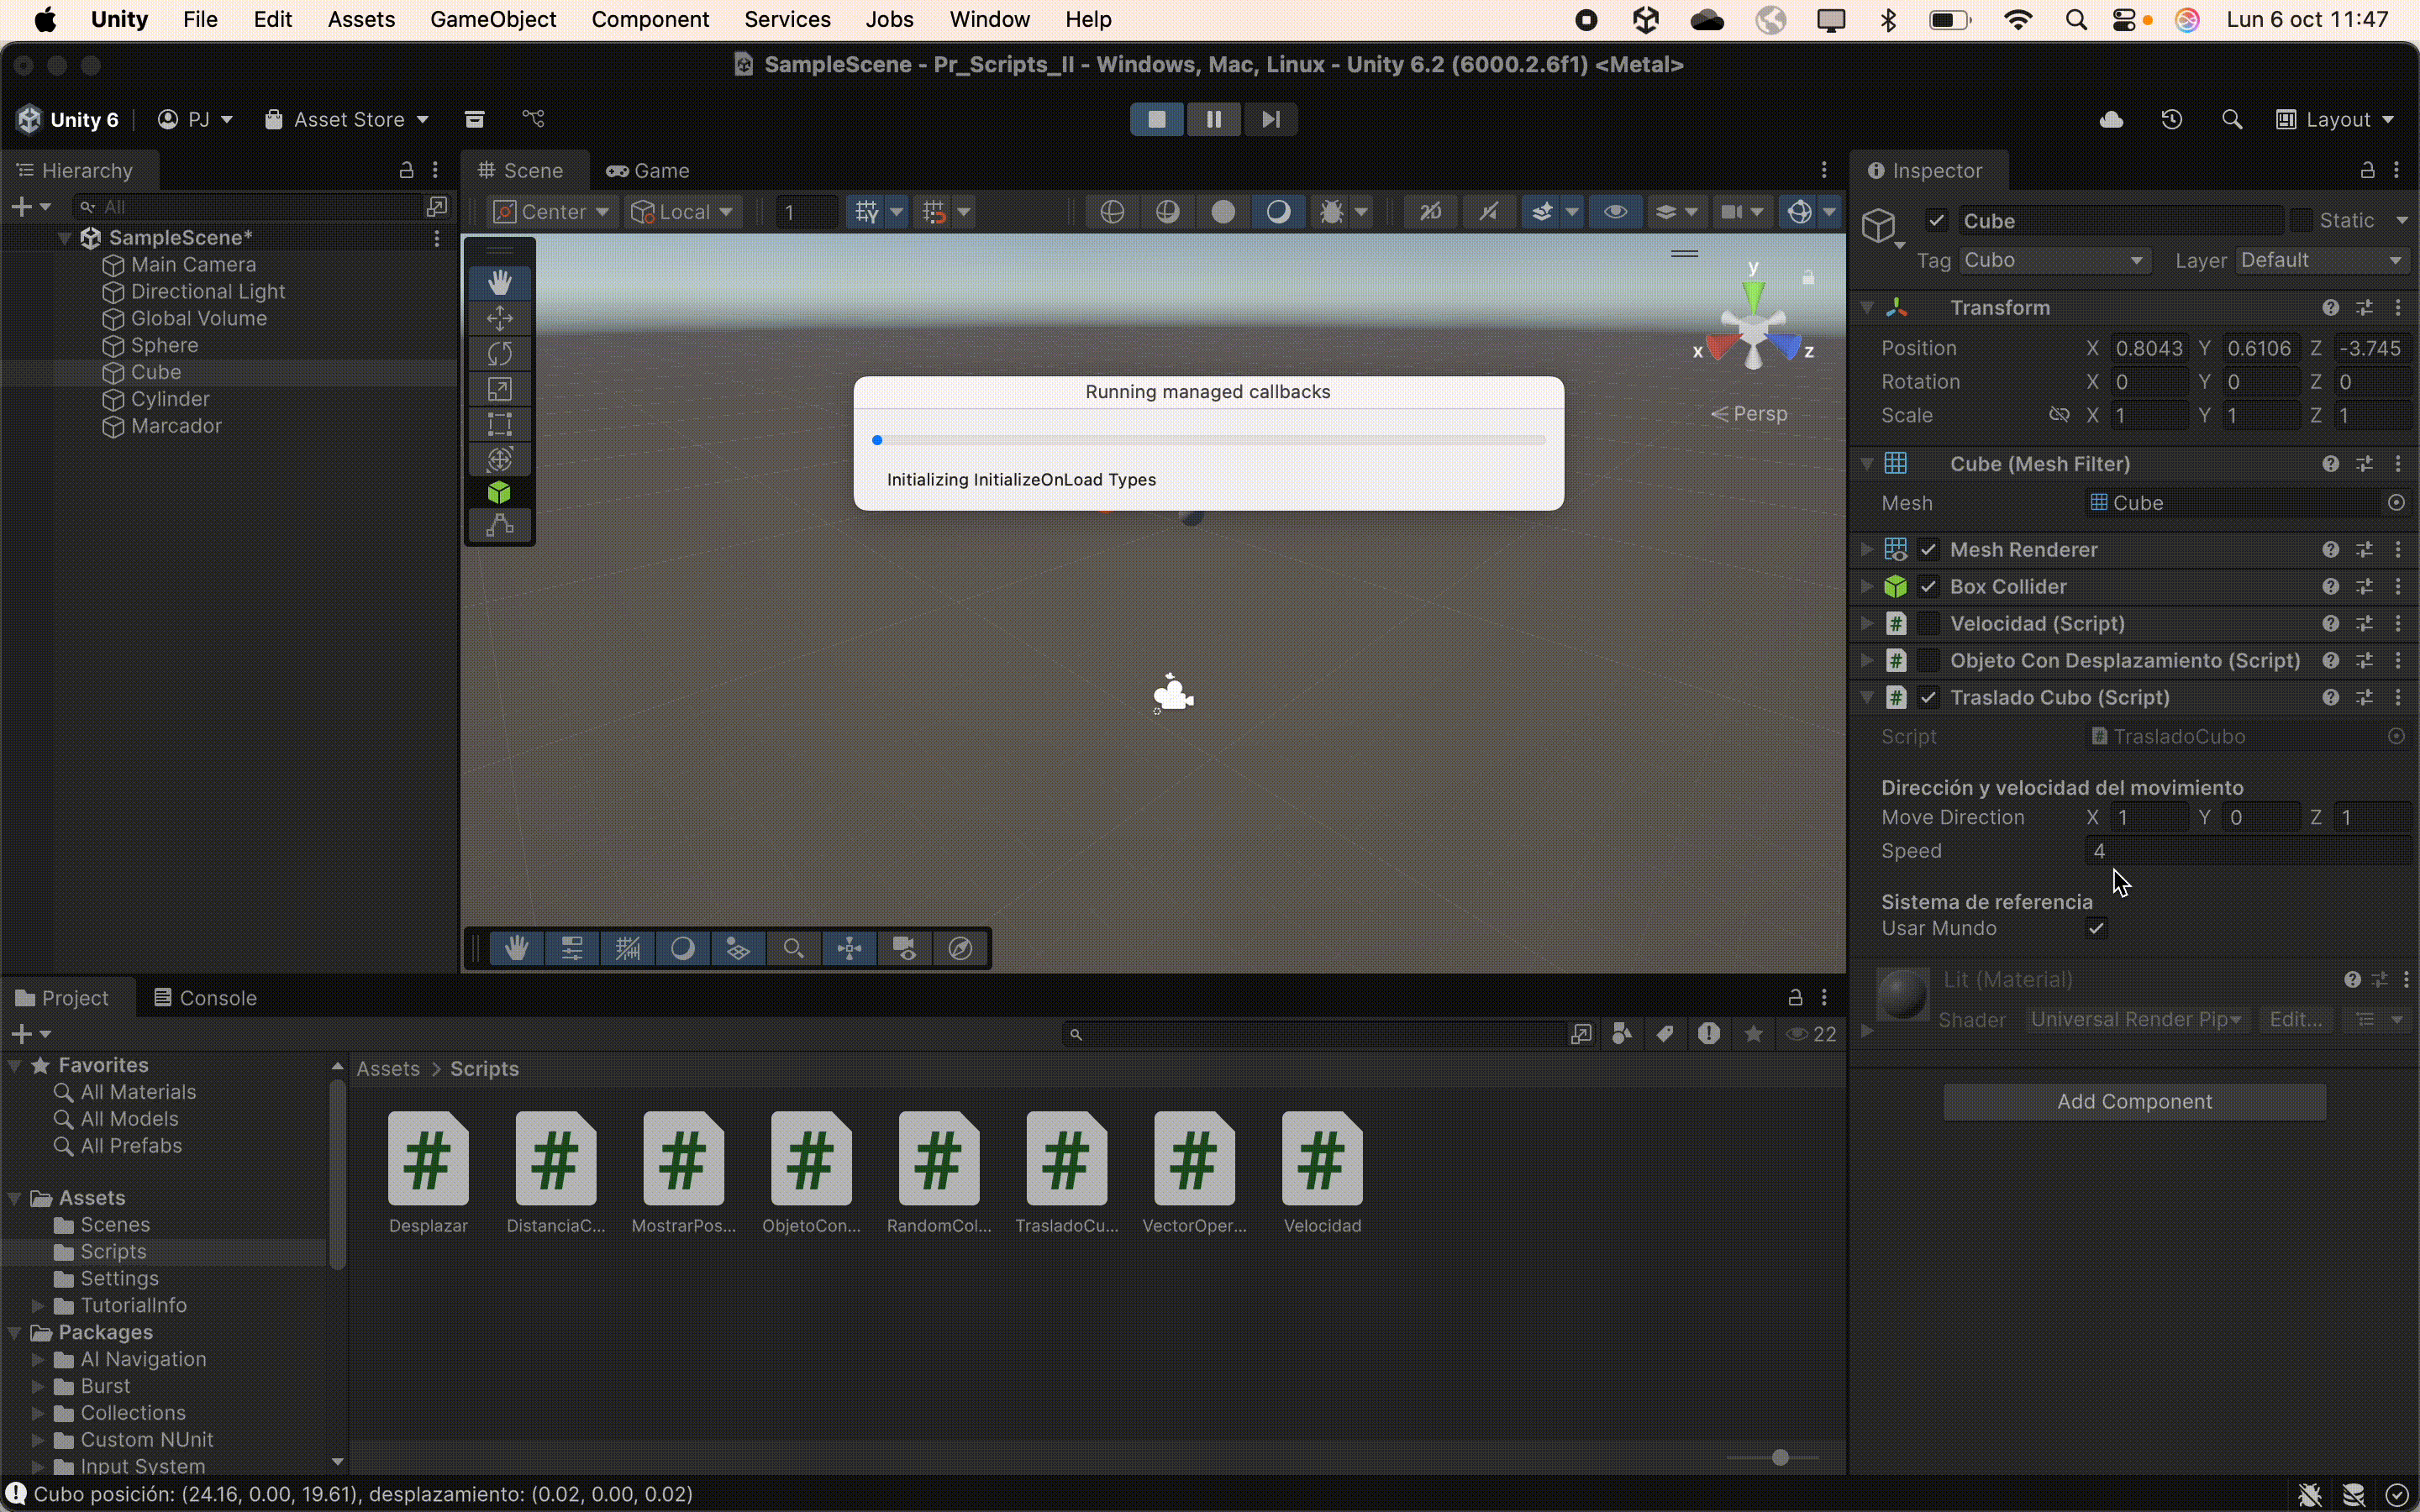 Unity File Edit Assets GameObject Component Services Jobs Window Help Lun 6 oct 11:47
SampleScene - Pr_Scripts_II - Windows, Mac, Linux - Unity 6.2 (6000.2.6f1) <Metal>
Unity 6 PJ Asset Store Layout
Hierarchy
All
SampleScene*
Main Camera
Directional Light
Global Volume
Sphere
Cube
Cylinder
Marcador
Scene Game
Center Local 1 2D
y
x z
Persp
Running managed callbacks
Initializing InitializeOnLoad Types
Inspector
Cube Static
Tag Cubo Layer Default
Transform
Position X 0.8043 Y 0.6106 Z -3.745
Rotation X 0 Y 0 Z 0
Scale X 1 Y 1 Z 1
Cube (Mesh Filter)
Mesh Cube
Mesh Renderer
Box Collider
# Velocidad (Script)
# Objeto Con Desplazamiento (Script)
# Traslado Cubo (Script)
Script # TrasladoCubo
Dirección y velocidad del movimiento
Move Direction X 1 Y 0 Z 1
Speed 4
Sistema de referencia
Usar Mundo
Lit (Material)
Shader Universal Render Pip Edit...
Add Component
Project Console
22
Favorites
All Materials
All Models
All Prefabs
Assets
Scenes
Scripts
Settings
TutorialInfo
Packages
AI Navigation
Burst
Collections
Custom NUnit
Input System
Assets > Scripts
# # # # # # # #
Desplazar DistanciaC... MostrarPos... ObjetoCon... RandomCol... TrasladoCu... VectorOper... Velocidad
Cubo posición: (24.16, 0.00, 19.61), desplazamiento: (0.02, 0.00, 0.02)